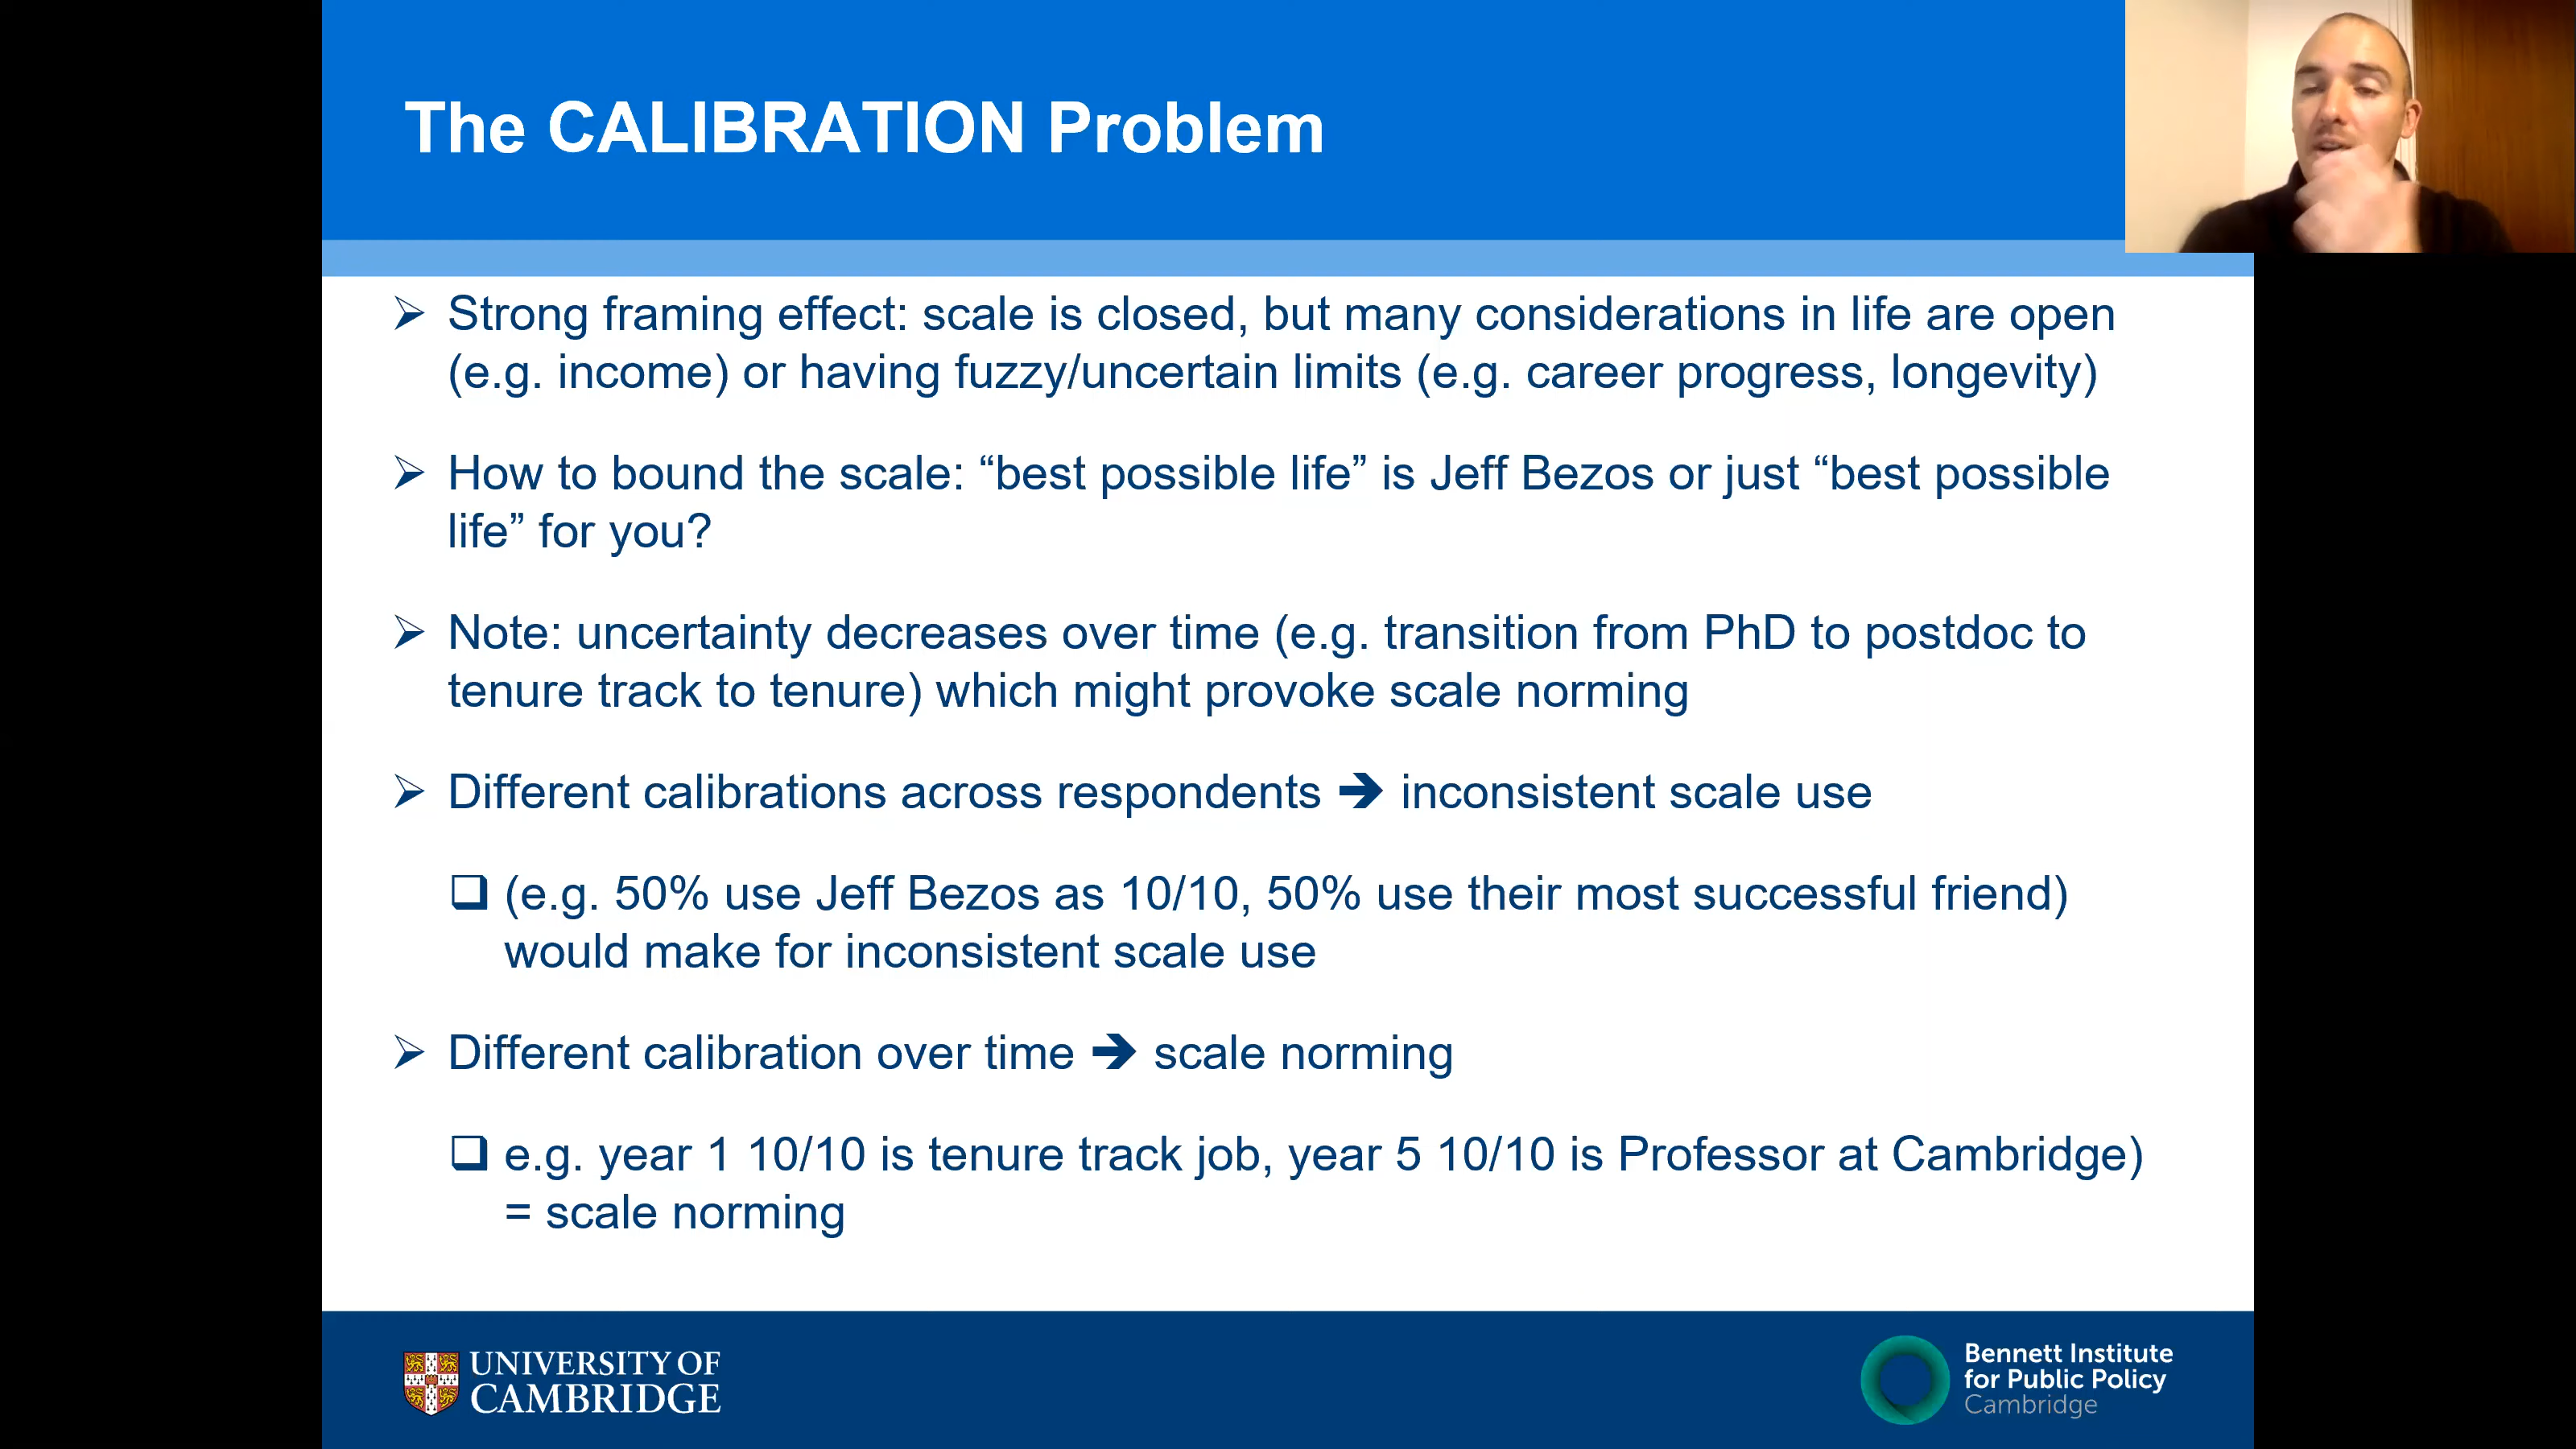 The CALIBRATION Problem
Strong framing effect: scale is closed, but many considerations in life are open
(e.g. income) or having fuzzy/uncertain limits (e.g. career progress, longevity)
How to bound the scale: “best possible life” is Jeff Bezos or just “best possible
life” for you?
Note: uncertainty decreases over time (e.g. transition from PhD to postdoc to
tenure track to tenure) which might provoke scale norming
Different calibrations across respondents ➔ inconsistent scale use
(e.g. 50% use Jeff Bezos as 10/10, 50% use their most successful friend)
would make for inconsistent scale use
Different calibration over time ➔ scale norming
e.g. year 1 10/10 is tenure track job, year 5 10/10 is Professor at Cambridge)
= scale norming
UNIVERSITY OF
CAMBRIDGE
Bennett Institute
for Public Policy
Cambridge